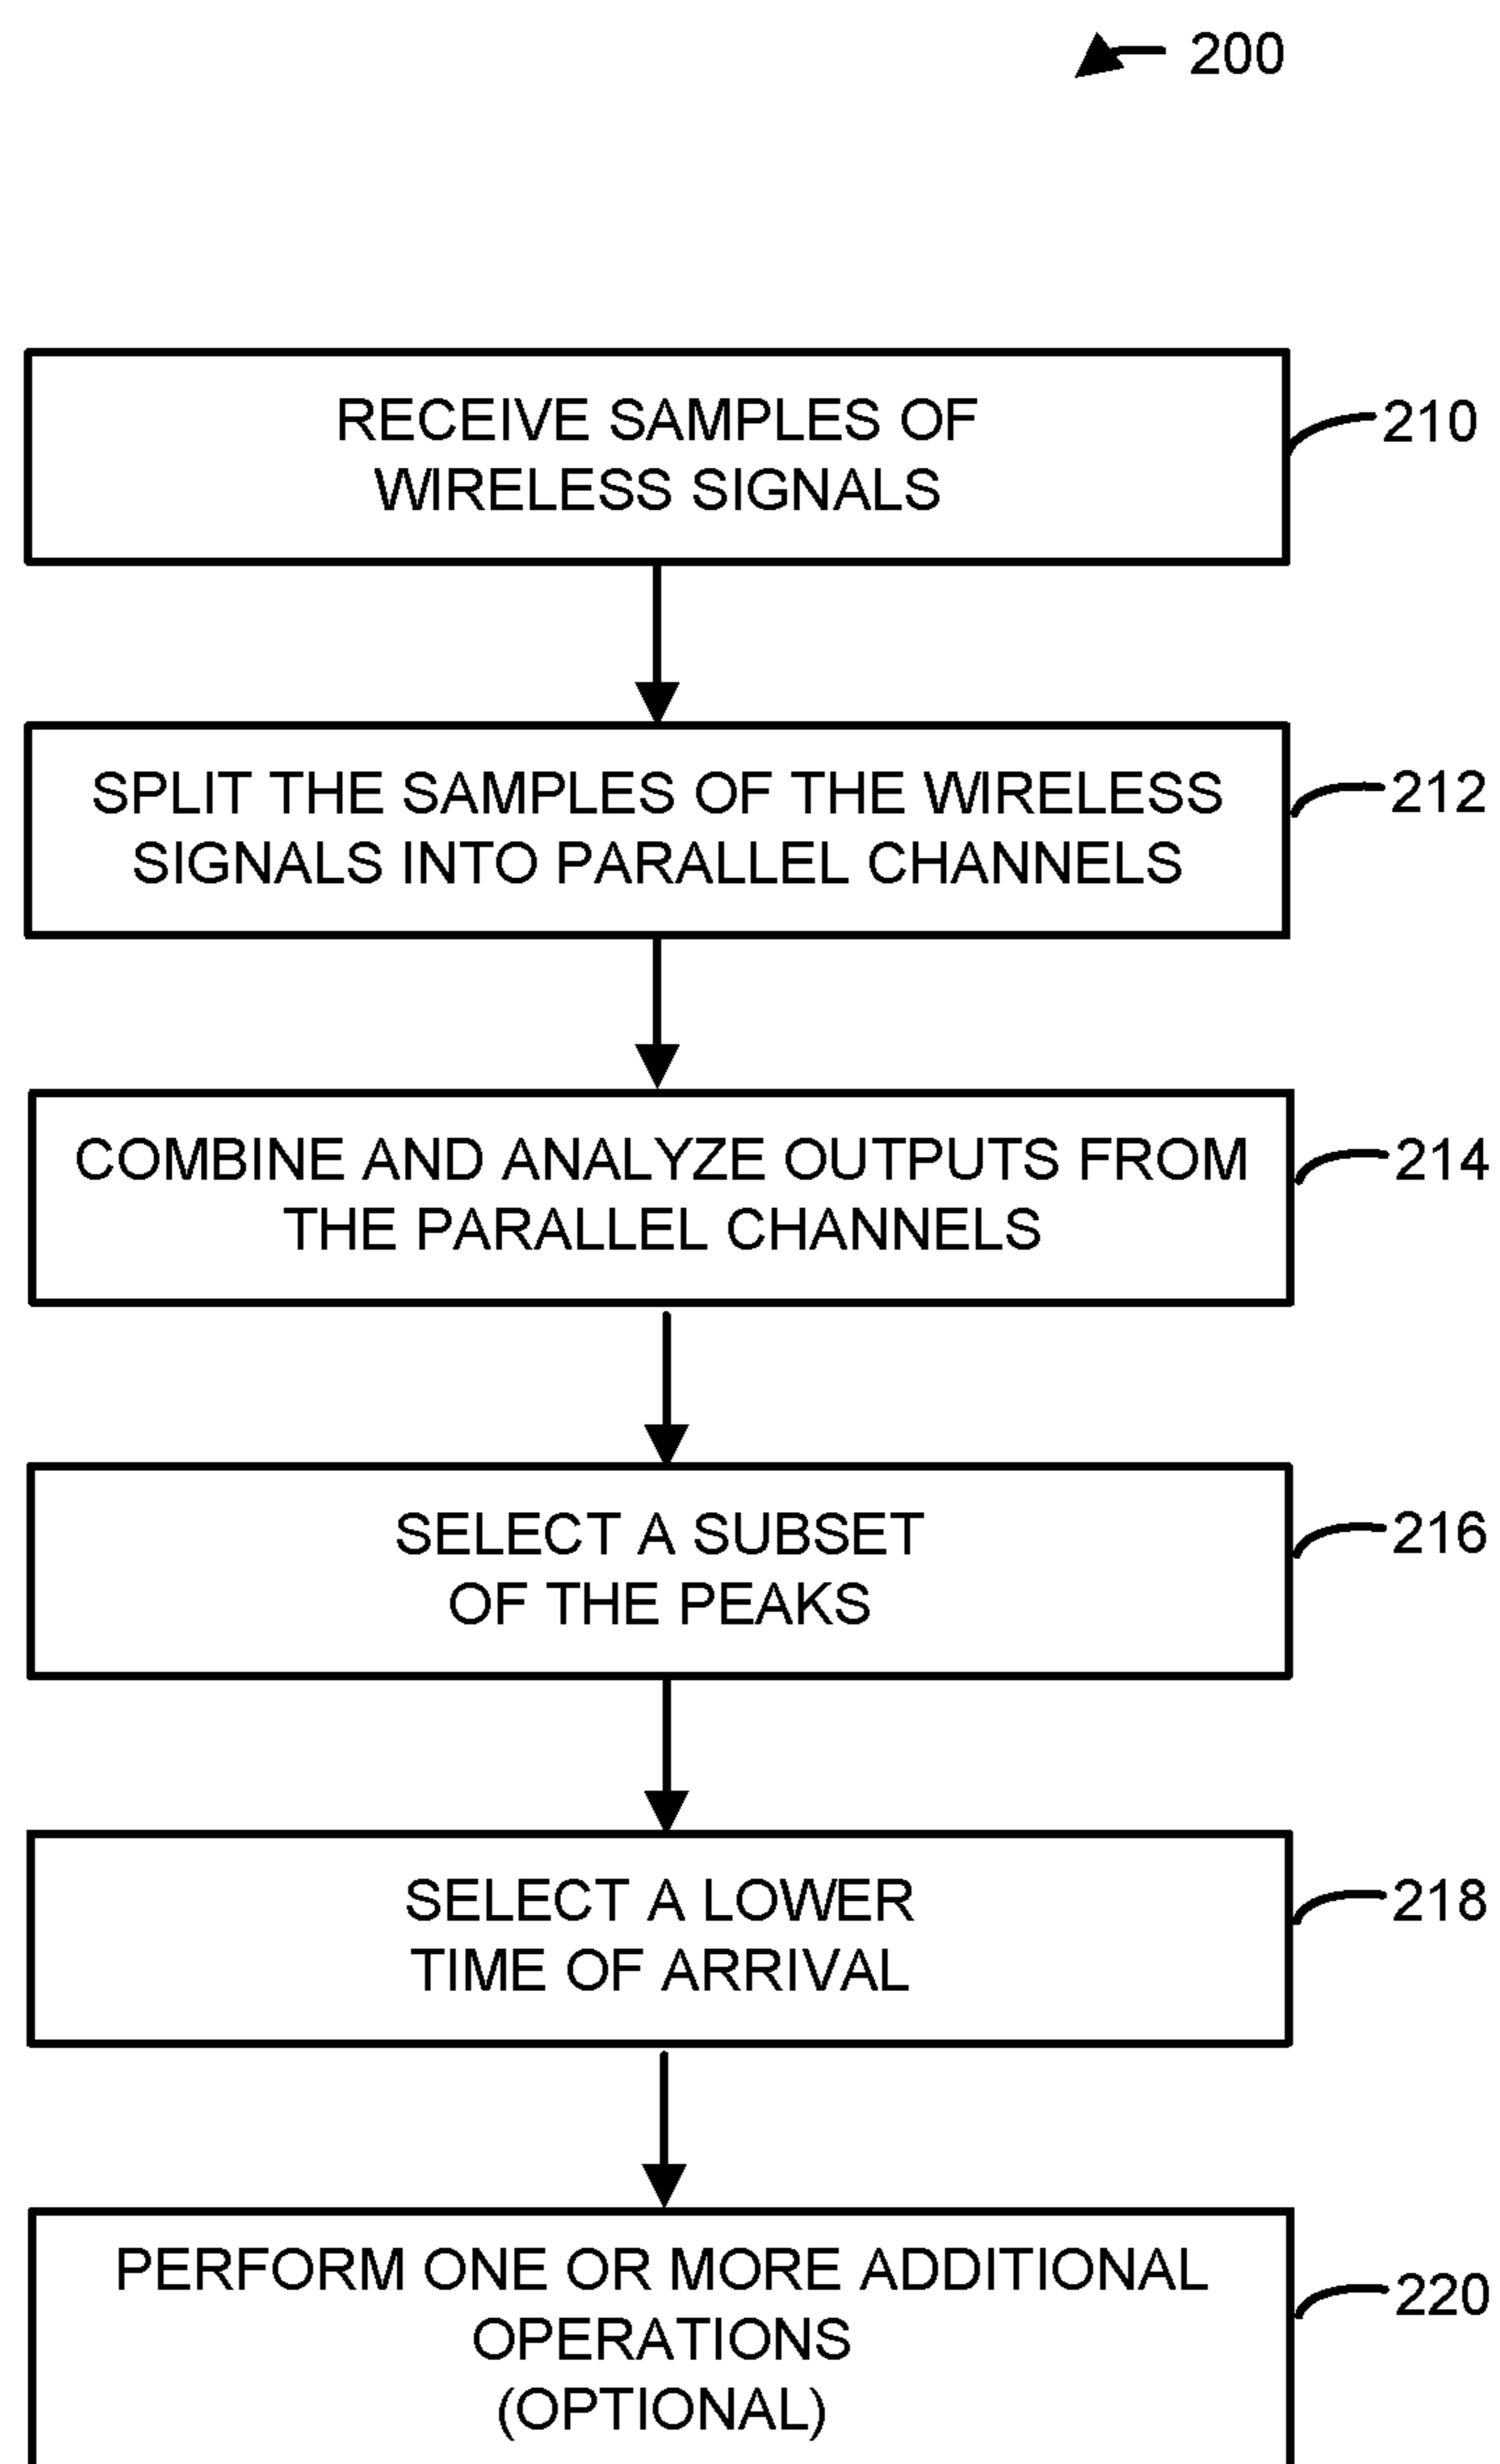 200
RECEIVE SAMPLES OF
WIRELESS SIGNALS
210
SPLIT THE SAMPLES OF THE WIRELESS
SIGNALS INTO PARALLEL CHANNELS
212
COMBINE AND ANALYZE OUTPUTS FROM
THE PARALLEL CHANNELS
214
SELECT A SUBSET
OF THE PEAKS
216
SELECT A LOWER
TIME OF ARRIVAL
218
PERFORM ONE OR MORE ADDITIONAL
OPERATIONS
(OPTIONAL)
220